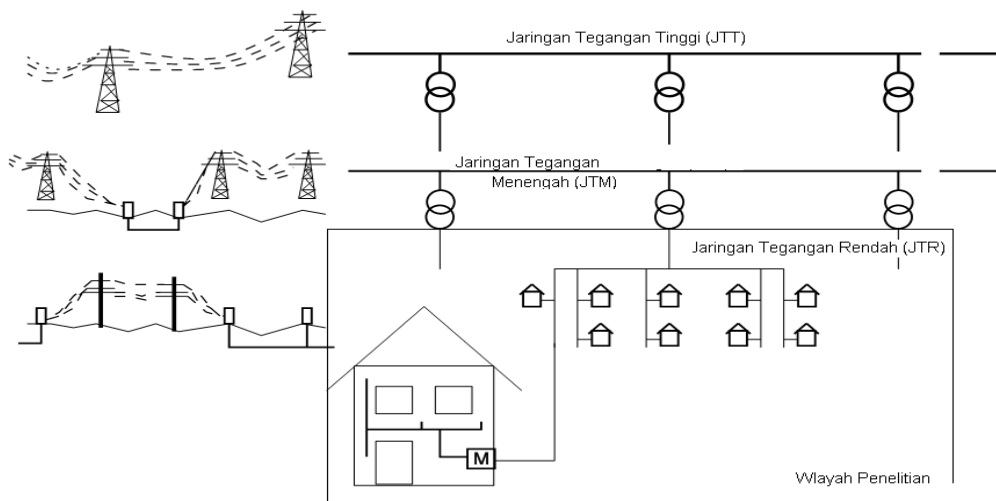 Jaringan Tegangan Tinggi (JTT)
Jaringan Tegangan
Menengah (JTM)
Jaringan Tegangan Rendah (JTR)
M
Wlayah Penelitian